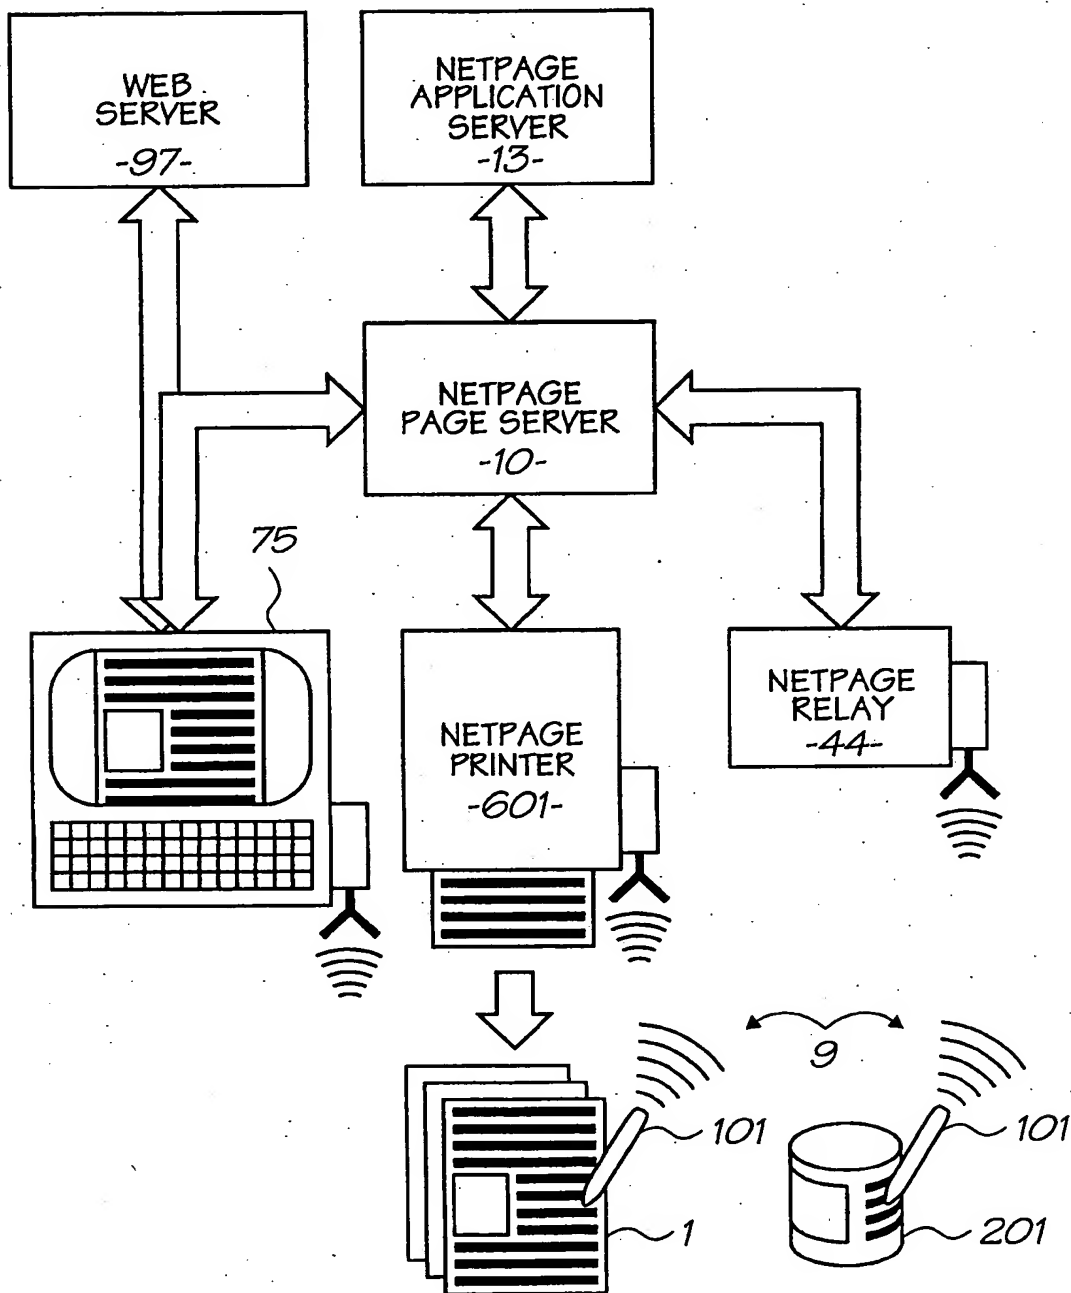 WEB
SERVER
-97-
NETPAGE
APPLICATION
SERVER
-13-
NETPAGE
PAGE SERVER
-10-
75
NETPAGE
PRINTER
-601-
NETPAGE
RELAY
-44-
9
101
101
1
201